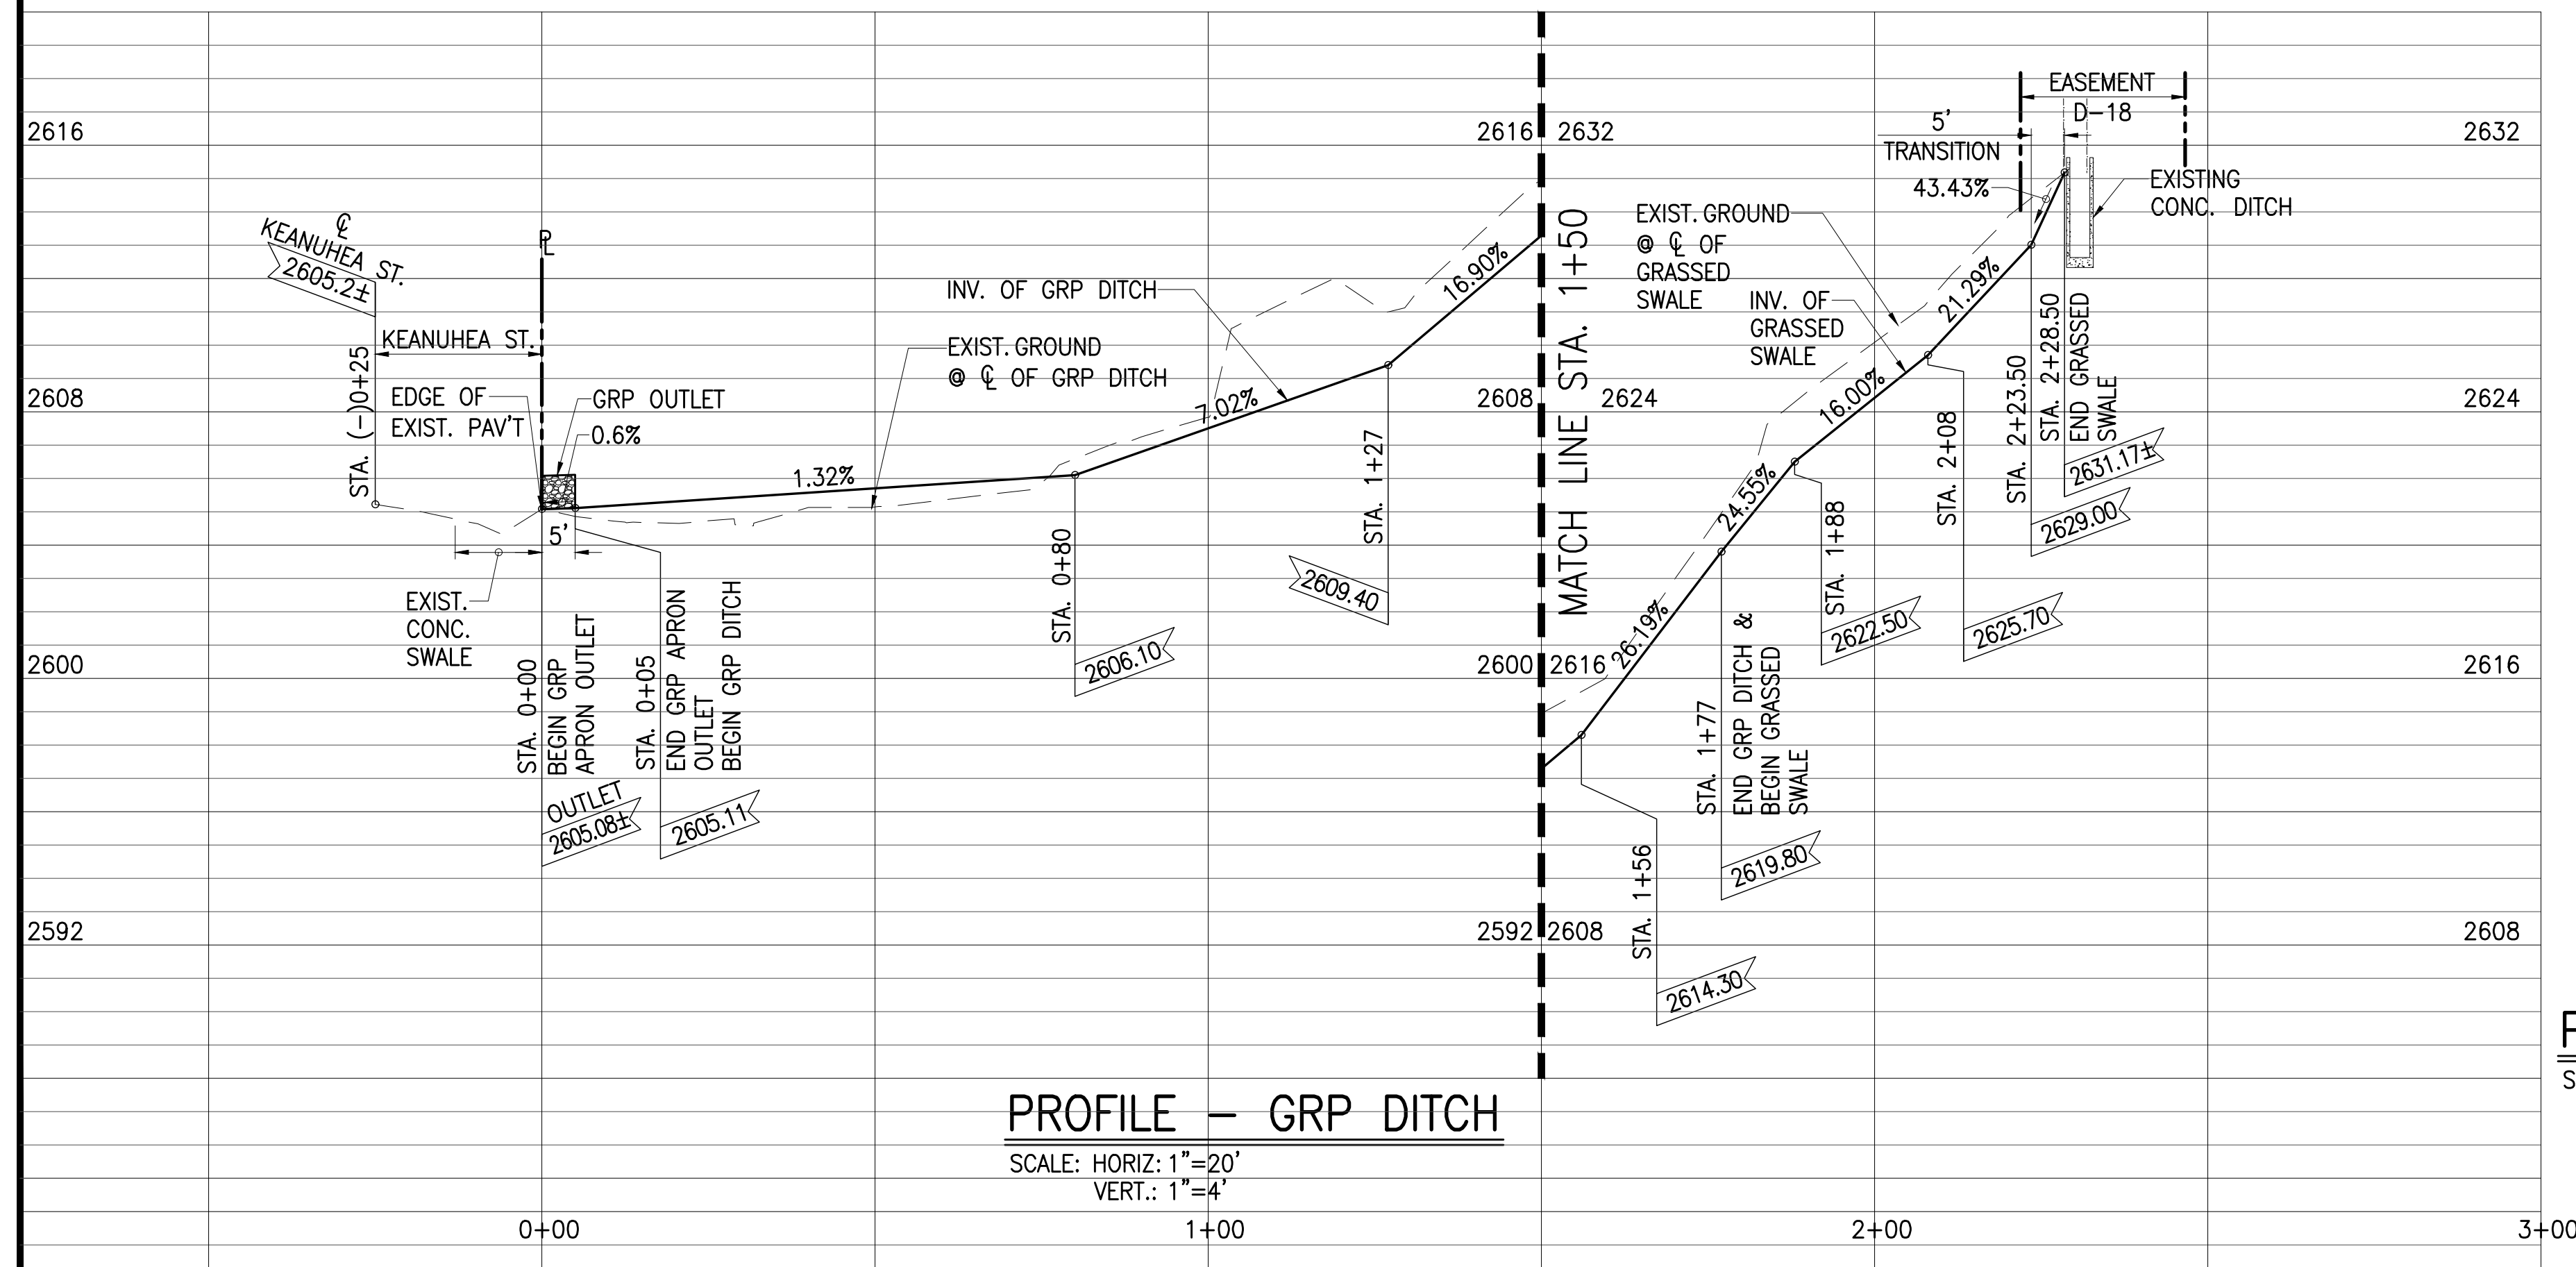 2616
2616
2632
2632
EASEMENT
D-18
5'
TRANSITION
43.43%
EXISTING
CONC. DITCH
℄
KEANUHEA ST.
2605.2±
STA. (-)0+25
KEANUHEA ST.
℄
EDGE OF
EXIST. PAV'T
GRP OUTLET
0.6%
INV. OF GRP DITCH
EXIST. GROUND
@ ℄ OF GRP DITCH
1.32%
7.02%
16.90%
MATCH LINE STA. 1+50
EXIST. GROUND
@ ℄ OF
GRASSED
SWALE
INV. OF
GRASSED
SWALE
26.19%
24.55%
16.00%
21.29%
2608
2608
2624
2624
5'
EXIST.
CONC.
SWALE
STA. 0+00
BEGIN GRP
APRON OUTLET
OUTLET
2605.08±
STA. 0+05
END GRP APRON
OUTLET
BEGIN GRP DITCH
2605.11
STA. 0+80
2606.10
STA. 1+27
2609.40
STA. 1+56
2614.30
STA. 1+77
END GRP DITCH &
BEGIN GRASSED
SWALE
2619.80
STA. 1+88
2622.50
STA. 2+08
2625.70
STA. 2+23.50
2629.00
STA. 2+28.50
END GRASSED
SWALE
2631.17±
2600
2600
2616
2616
2592
2592
2608
2608
PROFILE – GRP DITCH
SCALE: HORIZ: 1"=20'
VERT.: 1"=4'
0+00
1+00
2+00
3+00